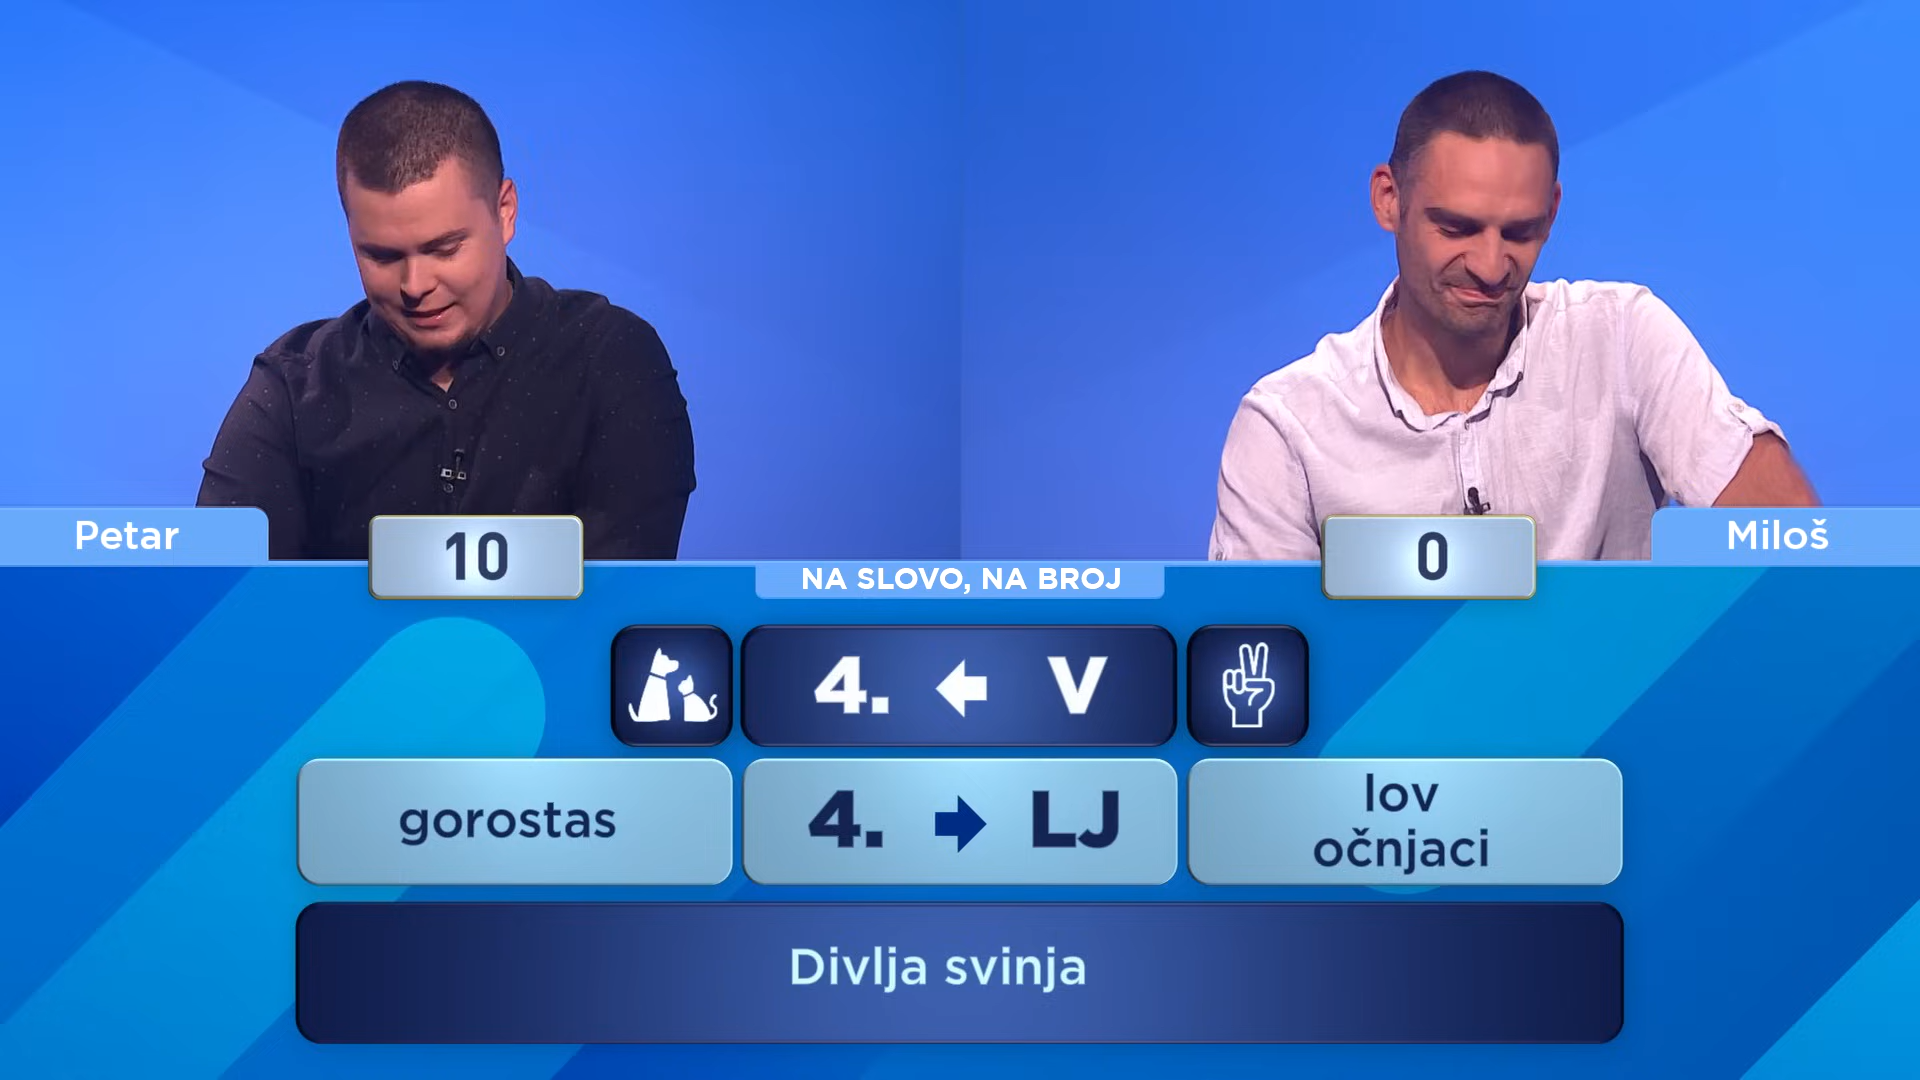 Petar
10
0
Miloš
NA SLOVO, NA BROJ
4. ← V
gorostas
4. → LJ
lov
očnjaci
Divlja svinja